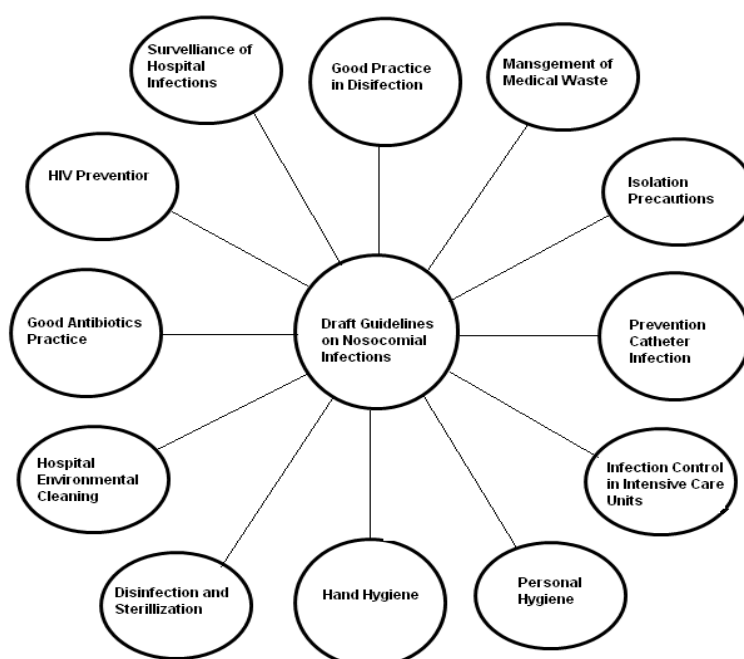 Survelliance of
Hospital
Infections
Good Practice
in Disifection
Mansgement of
Medical Waste
HIV Preventior
Isolation
Precautions
Good Antibiotics
Practice
Draft Guidelines
on Nosocomial
Infections
Prevention
Catheter
Infection
Hospital
Environmental
Cleaning
Infection Control
in Intensive Care
Units
Disinfection and
Sterillization
Hand Hygiene
Personal
Hygiene